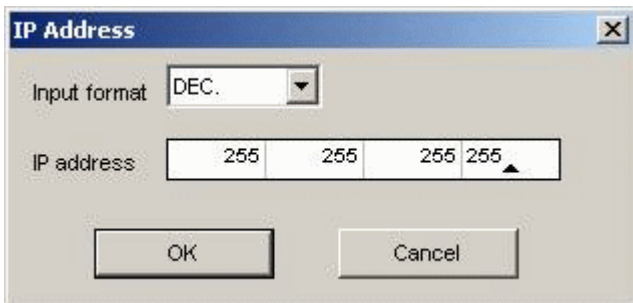 IP Address
Input format DEC.
IP address 255 255 255 255
OK Cancel